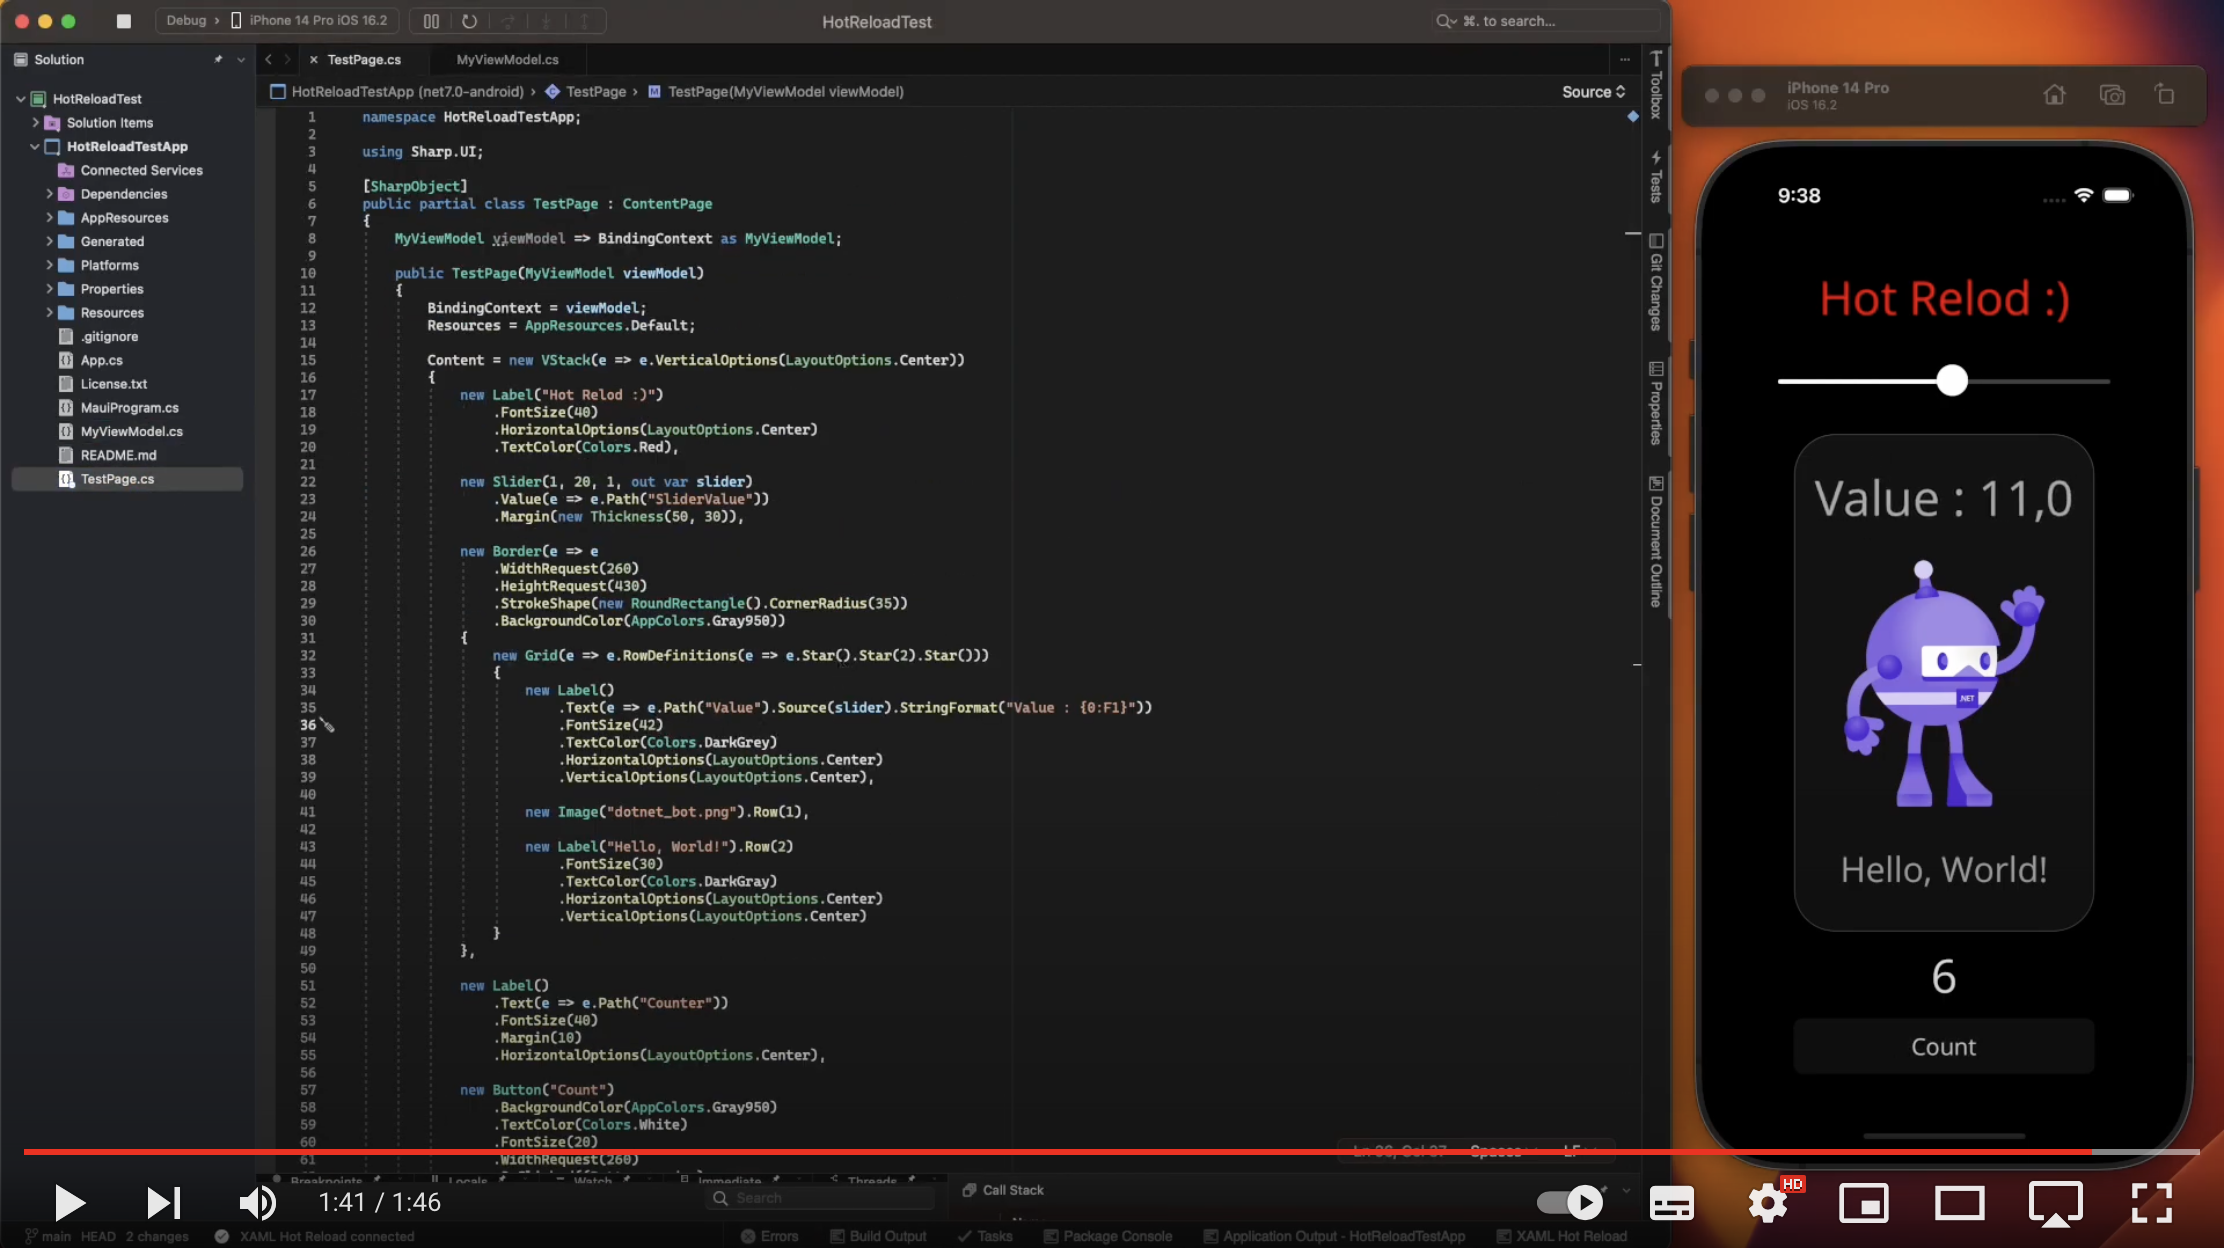 Debug › iPhone 14 Pro iOS 16.2
HotReloadTest
⌘. to search...
Solution
HotReloadTest
Solution Items
HotReloadTestApp
Connected Services
Dependencies
AppResources
Generated
Platforms
Properties
Resources
.gitignore
App.cs
License.txt
MauiProgram.cs
MyViewModel.cs
README.md
TestPage.cs
TestPage.cs
MyViewModel.cs
HotReloadTestApp (net7.0-android) › TestPage › TestPage(MyViewModel viewModel)
Source
1 namespace HotReloadTestApp;
2
3 using Sharp.UI;
4
5 [SharpObject]
6 public partial class TestPage : ContentPage
7 {
8 MyViewModel viewModel => BindingContext as MyViewModel;
9
10 public TestPage(MyViewModel viewModel)
11 {
12 BindingContext = viewModel;
13 Resources = AppResources.Default;
14
15 Content = new VStack(e => e.VerticalOptions(LayoutOptions.Center))
16 {
17 new Label("Hot Relod :)")
18 .FontSize(40)
19 .HorizontalOptions(LayoutOptions.Center)
20 .TextColor(Colors.Red),
21
22 new Slider(1, 20, 1, out var slider)
23 .Value(e => e.Path("SliderValue"))
24 .Margin(new Thickness(50, 30)),
25
26 new Border(e => e
27 .WidthRequest(260)
28 .HeightRequest(430)
29 .StrokeShape(new RoundRectangle().CornerRadius(35))
30 .BackgroundColor(AppColors.Gray950))
31 {
32 new Grid(e => e.RowDefinitions(e => e.Star().Star(2).Star()))
33 {
34 new Label()
35 .Text(e => e.Path("Value").Source(slider).StringFormat("Value : {0:F1}"))
36 .FontSize(42)
37 .TextColor(Colors.DarkGrey)
38 .HorizontalOptions(LayoutOptions.Center)
39 .VerticalOptions(LayoutOptions.Center),
40
41 new Image("dotnet_bot.png").Row(1),
42
43 new Label("Hello, World!").Row(2)
44 .FontSize(30)
45 .TextColor(Colors.DarkGray)
46 .HorizontalOptions(LayoutOptions.Center)
47 .VerticalOptions(LayoutOptions.Center)
48 }
49 },
50
51 new Label()
52 .Text(e => e.Path("Counter"))
53 .FontSize(40)
54 .Margin(10)
55 .HorizontalOptions(LayoutOptions.Center),
56
57 new Button("Count")
58 .BackgroundColor(AppColors.Gray950)
59 .TextColor(Colors.White)
60 .FontSize(20)
61 .WidthRequest(260)
Toolbox
Tests
Git Changes
Properties
Document Outline
iPhone 14 Pro
iOS 16.2
9:38
Hot Relod :)
Value : 11,0
.NET
Hello, World!
6
Count
Breakpoints
Locals
Watch
Immediate
Threads
Search
Call Stack
1:41 / 1:46
HD
main HEAD 2 changes
XAML Hot Reload connected
Errors
Build Output
Tasks
Package Console
Application Output - HotReloadTestApp
XAML Hot Reload